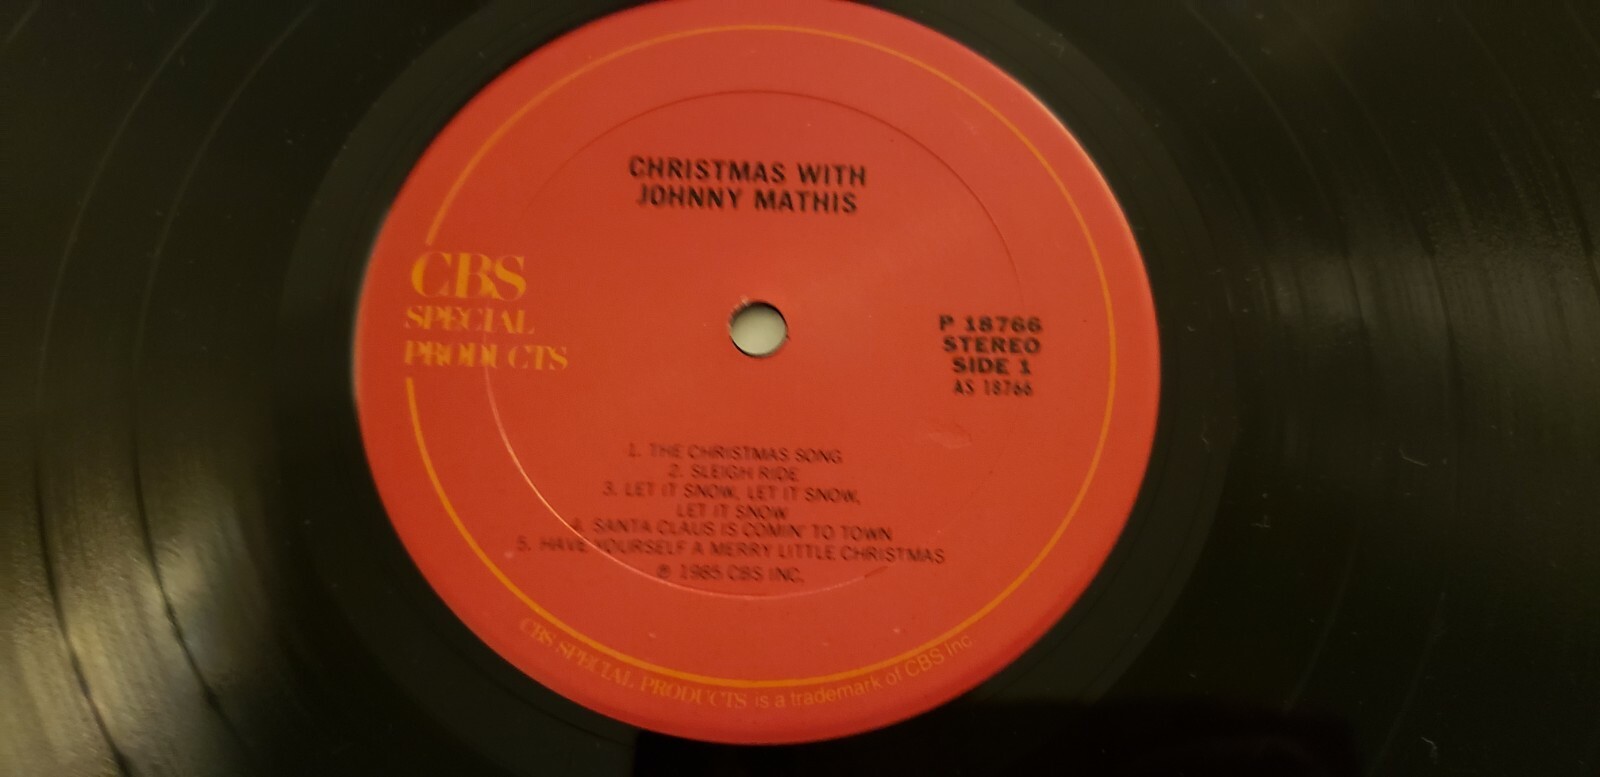 CHRISTMAS WITH
JOHNNY MATHIS
CBS
SPECIAL
PRODUCTS
P 18766
STEREO
SIDE 1
AS 18766
1. THE CHRISTMAS SONG
2. SLEIGH RIDE
3. LET IT SNOW, LET IT SNOW,
LET IT SNOW
4. SANTA CLAUS IS COMIN' TO TOWN
5. HAVE YOURSELF A MERRY LITTLE CHRISTMAS
℗ 1985 CBS INC.
CBS SPECIAL PRODUCTS is a trademark of CBS Inc.